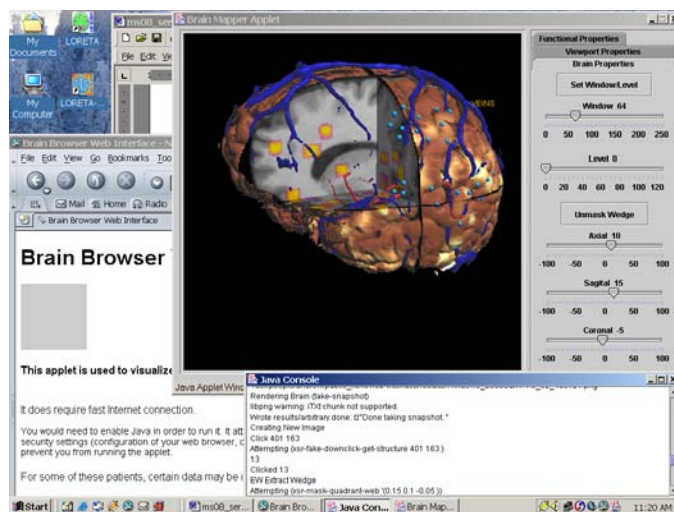 My Documents
LORETA
My Computer
LORETA-...
ms08_ser
File Edit
Brain Mapper Applet
VEINS
Functional Properties
Viewport Properties
Brain Properties
Set Window/Level
Window 64
0 50 100 150 200 250
Level 0
0 20 40 60 80 100 120
Unmask Wedge
Axial 10
-100 -50 0 50 100
Sagital 15
-100 -50 0 50 100
Coronal -5
-100 -50 0 50 100
Java Applet Wind
Brain Browser Web Interface - N
File Edit View Go Bookmarks Too
Mail Home Radio
Brain Browser Web Interface
Brain Browser
This applet is used to visualize
It does require fast Internet connection.
You would need to enable Java in order to run it. It att
security settings (configuration of your web browser, c
prevent you from running the applet.
For some of these patients, certain data may be
Java Console
Rendering Brain (take-snapshot)
libpng warning: iTXt chunk not supported.
Wrote results/arbitrary.done: "Done taking snapshot."
Creating New Image
Click 401 163
Attempting (xsr-fake-downclick-get-structure 401 163 )
13
Clicked 13
EW Extract Wedge
Attempting (xsr-mask-quadrant-web '(0.15 0.1 -0.05 ))
Start
ms08_ser...
Brain Bro...
Java Con...
Brain Map...
11:20 AM